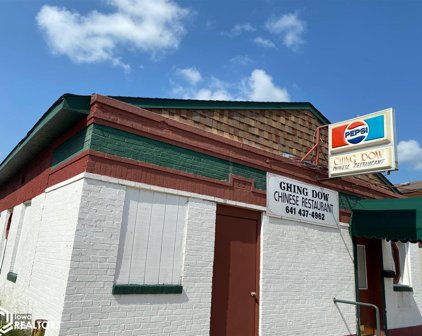 PEPSI
CHING DOW
CHINESE RESTAURANT
GHING DOW
CHINESE RESTAURANT
641 437-4962
Iowa
REALTORS